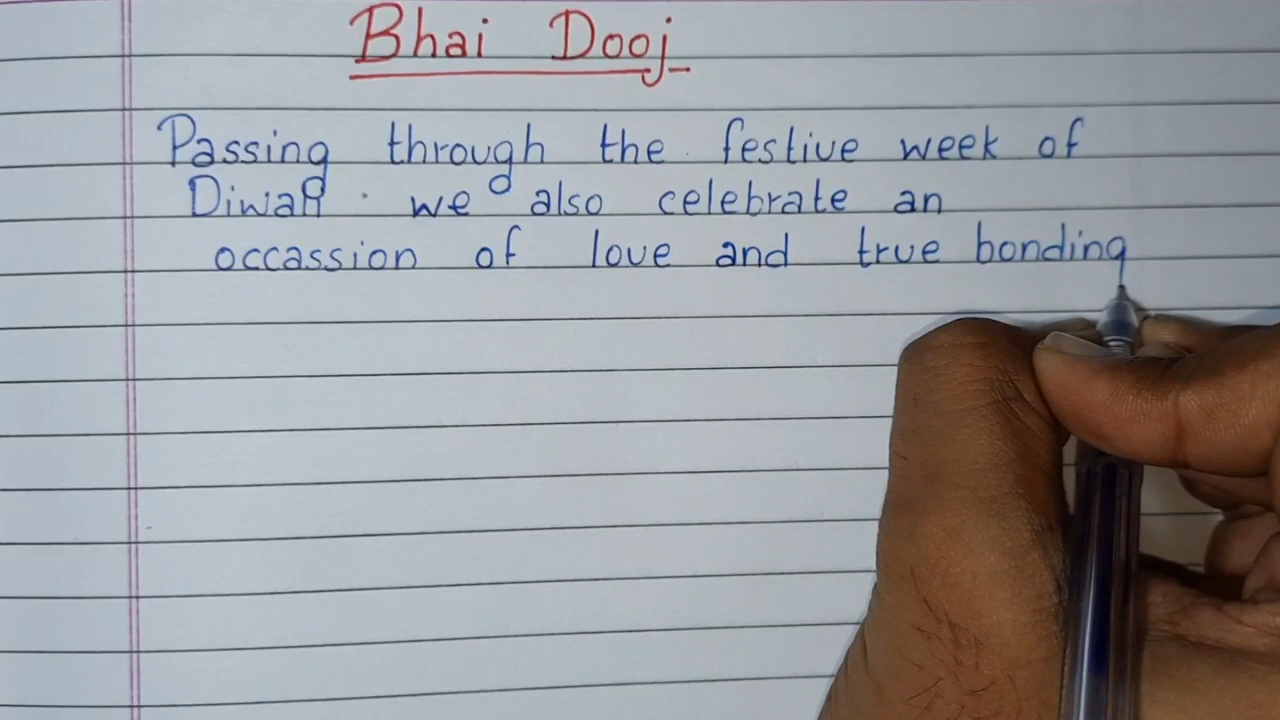 Bhai Dooj
Passing through the festive week of
Diwali we also celebrate an
occassion of love and true bonding